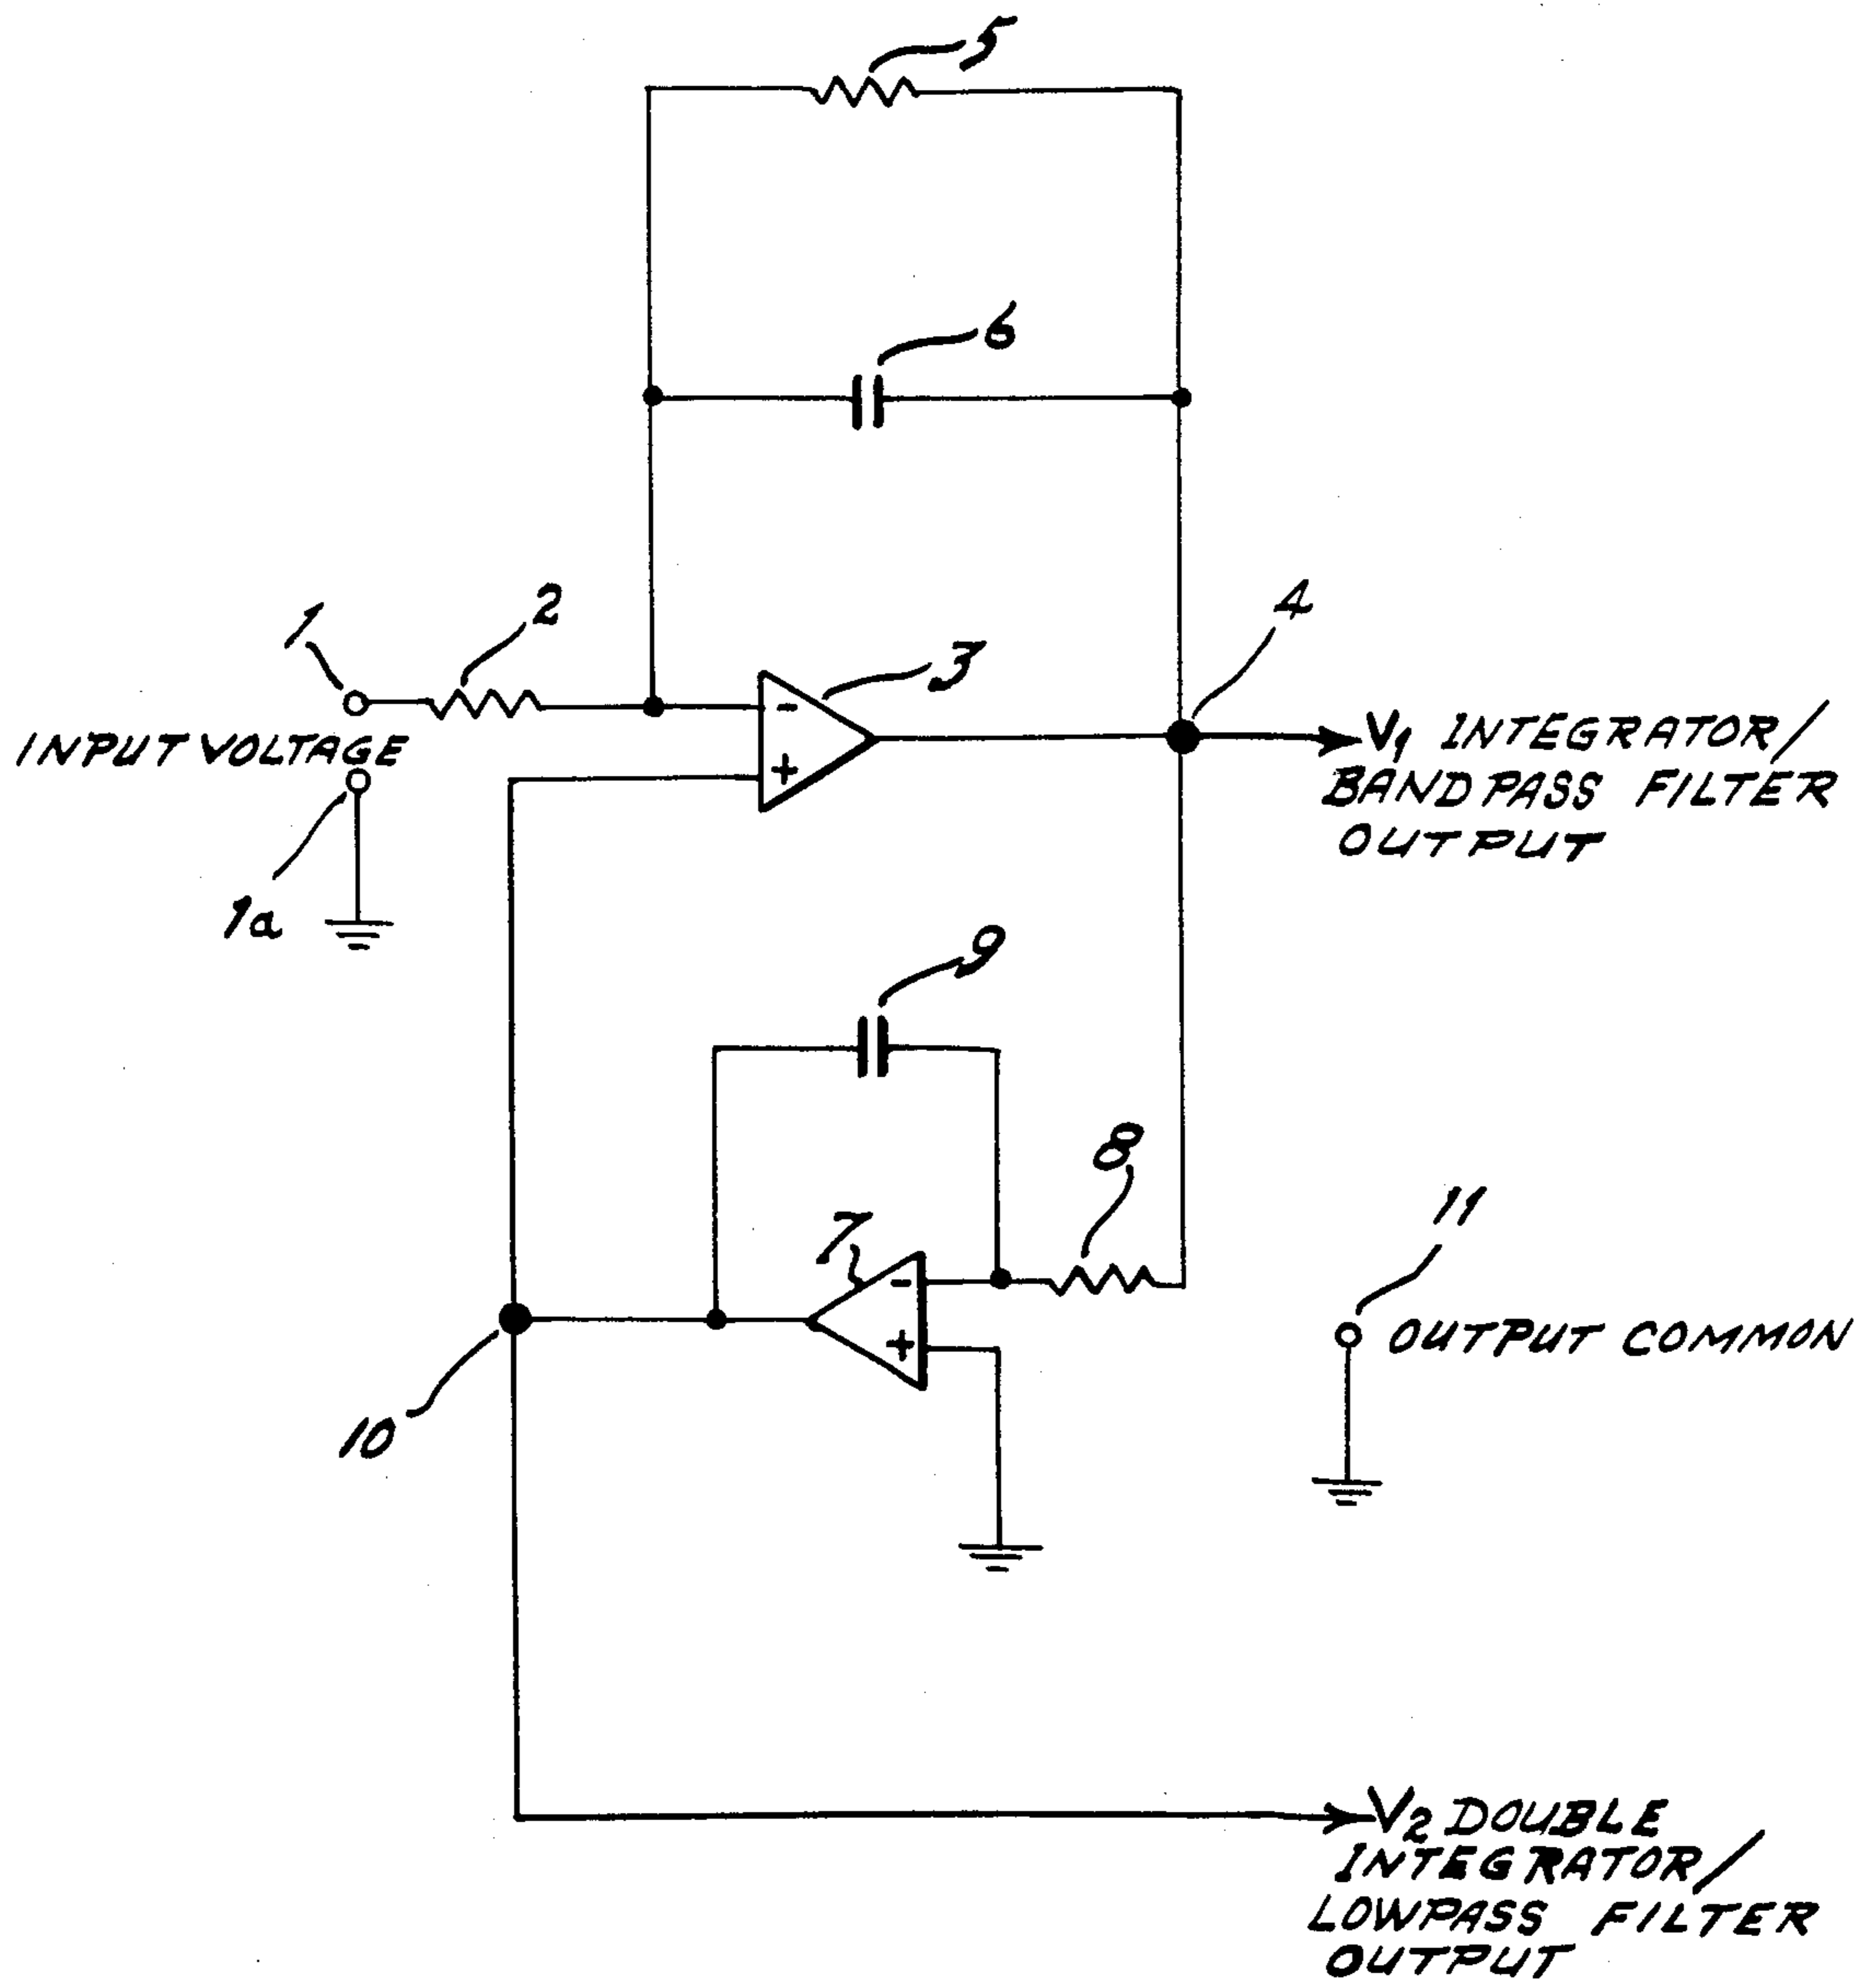 5
6
2
1
3
4
-
INPUT VOLTAGE
+
V1 INTEGRATOR/
BANDPASS FILTER
OUTPUT
1a
9
8
7
11
-
+
OUTPUT COMMON
10
V2 DOUBLE
INTEGRATOR/
LOWPASS FILTER
OUTPUT